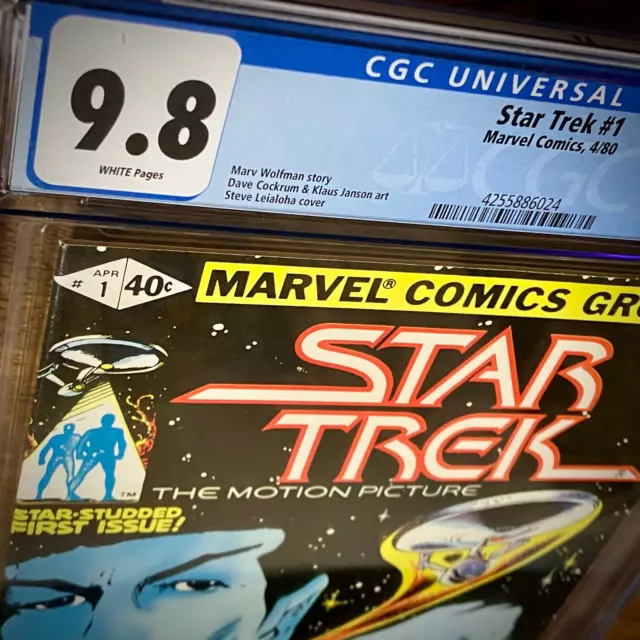 9.8
WHITE Pages
CGC UNIVERSAL
Star Trek #1
Marvel Comics, 4/80
Marv Wolfman story
Dave Cockrum & Klaus Janson art
Steve Leialoha cover
4255886024
CGC
APR
# 1 40¢
MARVEL® COMICS GRO
STAR
TREK
THE MOTION PICTURE
TM
STAR-STUDDED
FIRST ISSUE!